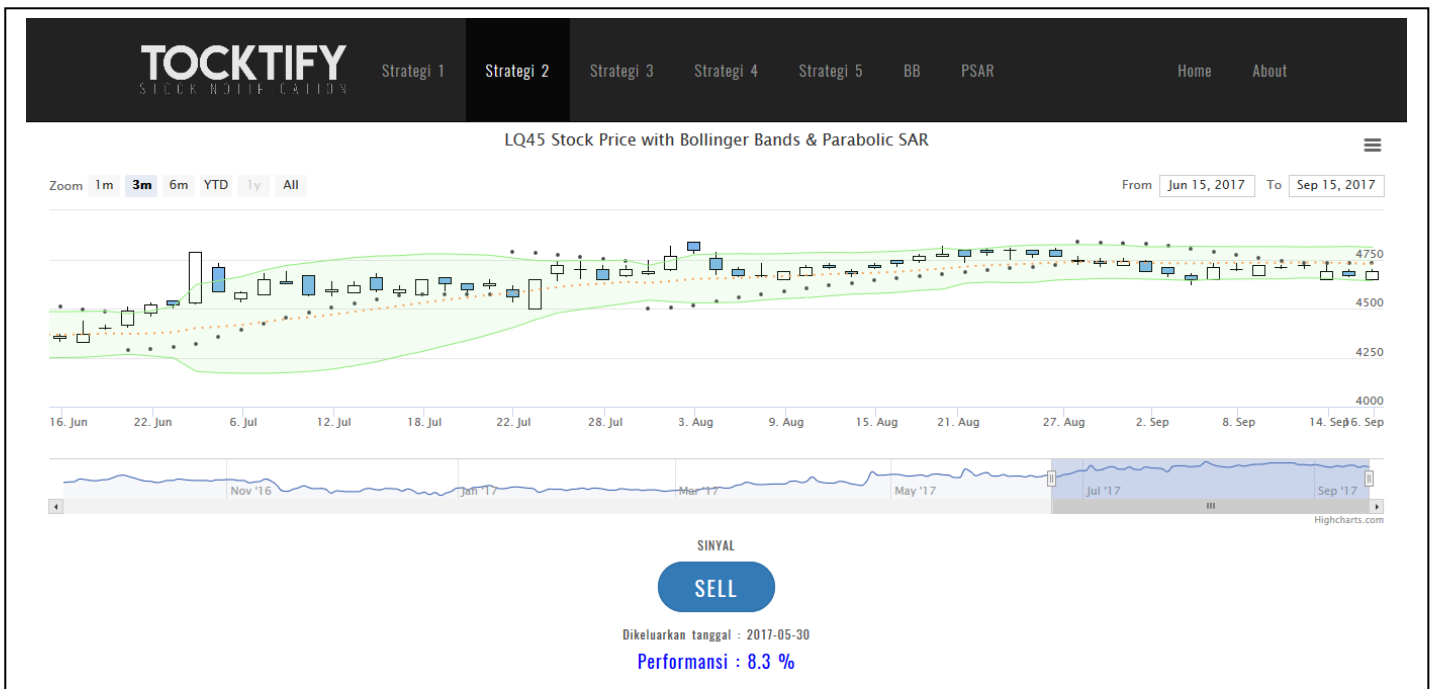 TOCKTIFY
STOCK NOTIFICATION
Strategi 1 Strategi 2 Strategi 3 Strategi 4 Strategi 5 BB PSAR Home About
LQ45 Stock Price with Bollinger Bands & Parabolic SAR
Zoom 1m 3m 6m YTD 1y All From Jun 15, 2017 To Sep 15, 2017
4750
4500
4250
4000
16. Jun 22. Jun 6. Jul 12. Jul 18. Jul 22. Jul 28. Jul 3. Aug 9. Aug 15. Aug 21. Aug 27. Aug 2. Sep 8. Sep 14. Sep 16. Sep
Nov '16 Jan '17 Mar '17 May '17 Jul '17 Sep '17
Highcharts.com
SINYAL
SELL
Dikeluarkan tanggal : 2017-05-30
Performansi : 8.3 %